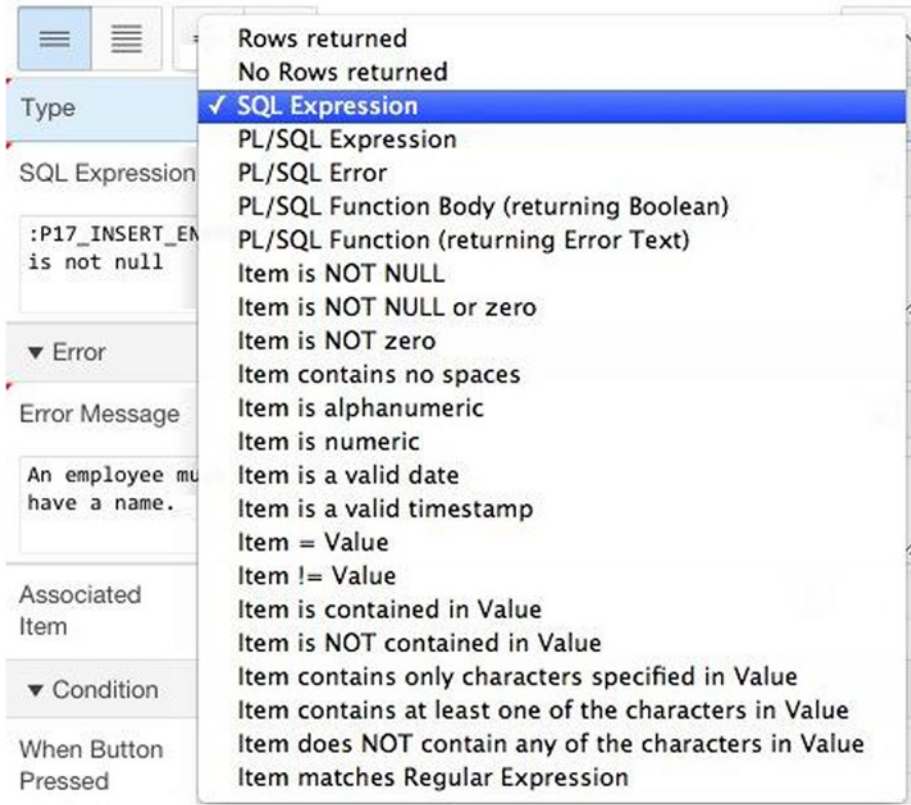 Rows returned
No Rows returned
Type
✓ SQL Expression
PL/SQL Expression
SQL Expression
PL/SQL Error
PL/SQL Function Body (returning Boolean)
:P17_INSERT_EN
PL/SQL Function (returning Error Text)
is not null
Item is NOT NULL
Item is NOT NULL or zero
▼ Error
Item is NOT zero
Item contains no spaces
Error Message
Item is alphanumeric
Item is numeric
An employee mu
Item is a valid date
have a name.
Item is a valid timestamp
Item = Value
Item != Value
Associated
Item
Item is contained in Value
Item is NOT contained in Value
Item contains only characters specified in Value
▼ Condition
Item contains at least one of the characters in Value
When Button
Pressed
Item does NOT contain any of the characters in Value
Item matches Regular Expression